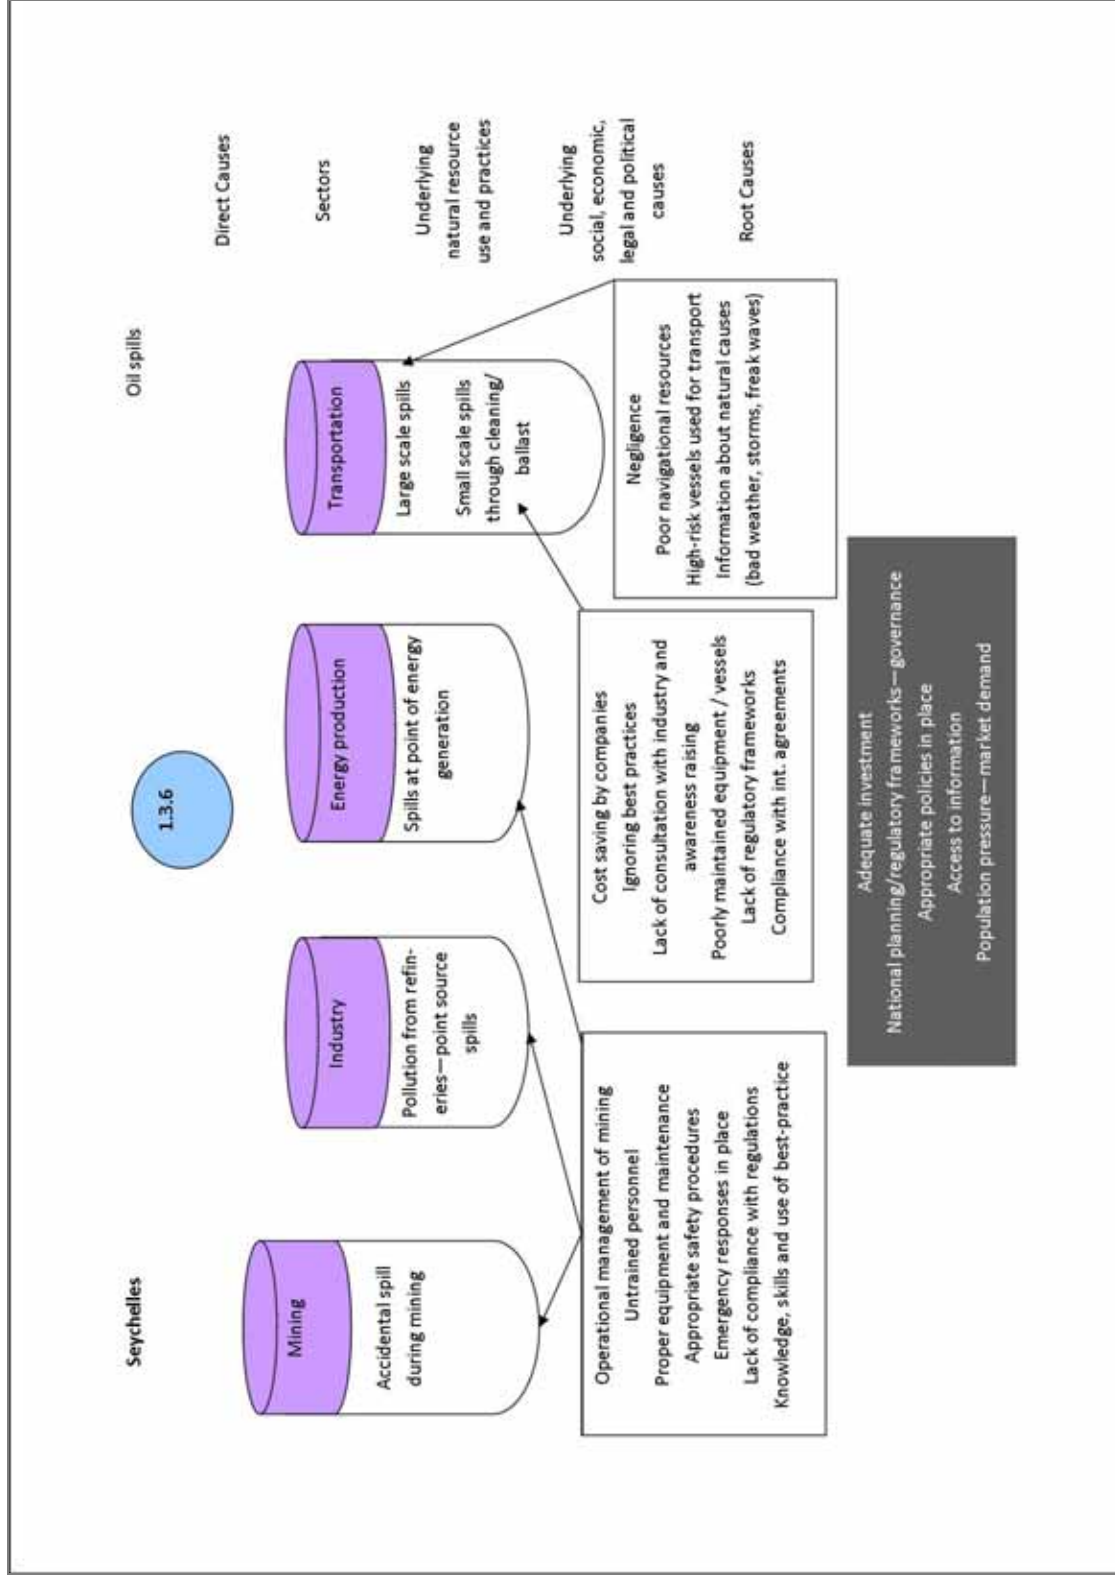 Seychelles
1.3.6
Oil spills
Direct Causes
Mining
Industry
Energy production
Transportation
Sectors
Accidental spill
during mining
Pollution from refin-
eries—point source
spills
Spills at point of energy
generation
Large scale spills
Small scale spills
through cleaning/
ballast
Underlying
natural resource
use and practices
Operational management of mining
Untrained personnel
Proper equipment and maintenance
Appropriate safety procedures
Emergency responses in place
Lack of compliance with regulations
Knowledge, skills and use of best-practice
Cost saving by companies
Ignoring best practices
Lack of consultation with industry and
awareness raising
Poorly maintained equipment / vessels
Lack of regulatory frameworks
Compliance with int. agreements
Negligence
Poor navigational resources
High-risk vessels used for transport
Information about natural causes
(bad weather, storms, freak waves)
Underlying
social, economic,
legal and political
causes
Root Causes
Adequate investment
National planning/regulatory frameworks—governance
Appropriate policies in place
Access to information
Population pressure—market demand